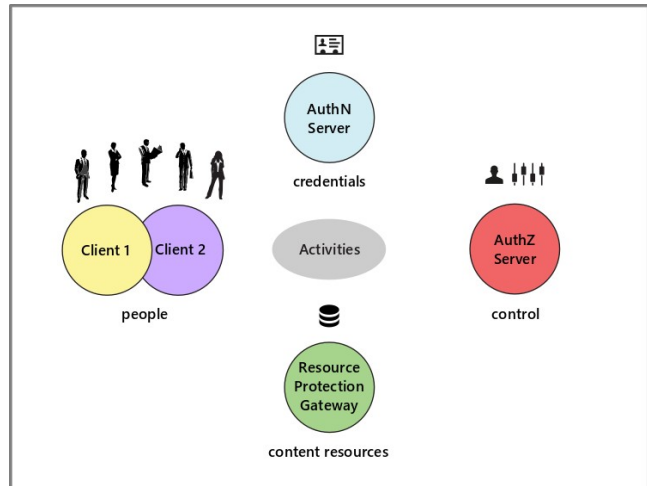 AuthN
Server
credentials
Client 1
Client 2
people
Activities
AuthZ
Server
control
Resource
Protection
Gateway
content resources